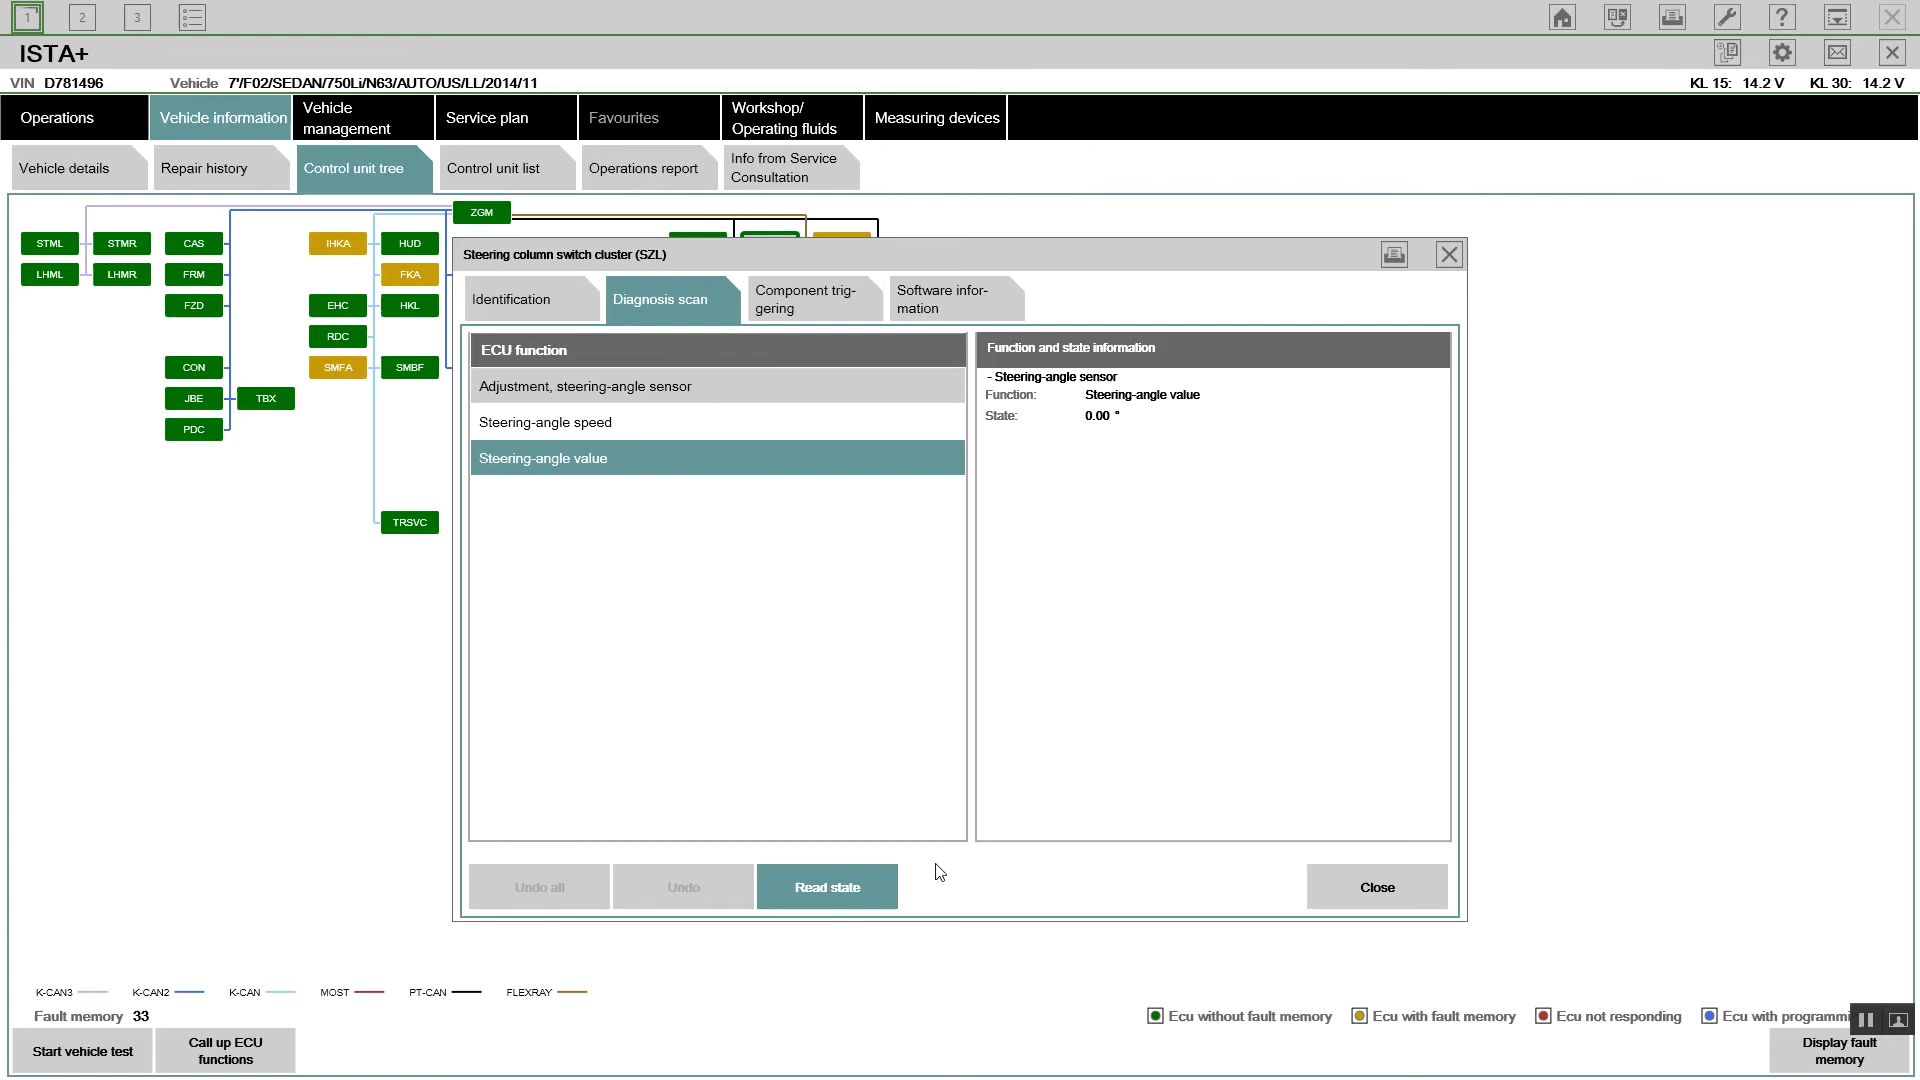 1
2
3
?
ISTA+
VIN D781496 Vehicle 7'/F02/SEDAN/750Li/N63/AUTO/US/LL/2014/11 KL 15: 14.2 V KL 30: 14.2 V
Operations
Vehicle information
Vehicle
management
Service plan
Favourites
Workshop/
Operating fluids
Measuring devices
Vehicle details
Repair history
Control unit tree
Control unit list
Operations report
Info from Service
Consultation
ZGM
STML STMR CAS IHKA HUD
LHML LHMR FRM FKA
FZD EHC HKL
RDC
CON SMFA SMBF
JBE TBX
PDC
TRSVC
Steering column switch cluster (SZL)
Identification
Diagnosis scan
Component trig-
gering
Software infor-
mation
ECU function
Adjustment, steering-angle sensor
Steering-angle speed
Steering-angle value
Function and state information
- Steering-angle sensor
Function: Steering-angle value
State: 0.00 °
Undo all
Undo
Read state
Close
K-CAN3 K-CAN2 K-CAN MOST PT-CAN FLEXRAY
Fault memory 33
Ecu without fault memory Ecu with fault memory Ecu not responding Ecu with programmi
Start vehicle test
Call up ECU
functions
Display fault
memory